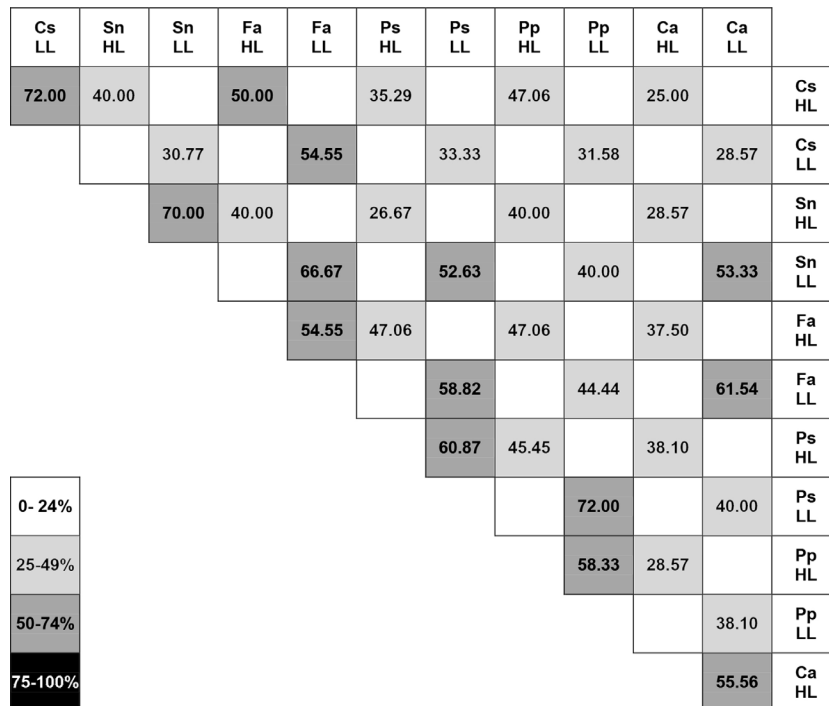 Cs Sn Sn Fa Fa Ps Ps Pp Pp Ca Ca
LL HL LL HL LL HL LL HL LL HL LL
72.00 40.00 50.00 35.29 47.06 25.00 Cs HL
30.77 54.55 33.33 31.58 28.57 Cs LL
70.00 40.00 26.67 40.00 28.57 Sn HL
66.67 52.63 40.00 53.33 Sn LL
54.55 47.06 47.06 37.50 Fa HL
58.82 44.44 61.54 Fa LL
60.87 45.45 38.10 Ps HL
0- 24% 72.00 40.00 Ps LL
25-49% 58.33 28.57 Pp HL
50-74% 38.10 Pp LL
75-100% 55.56 Ca HL